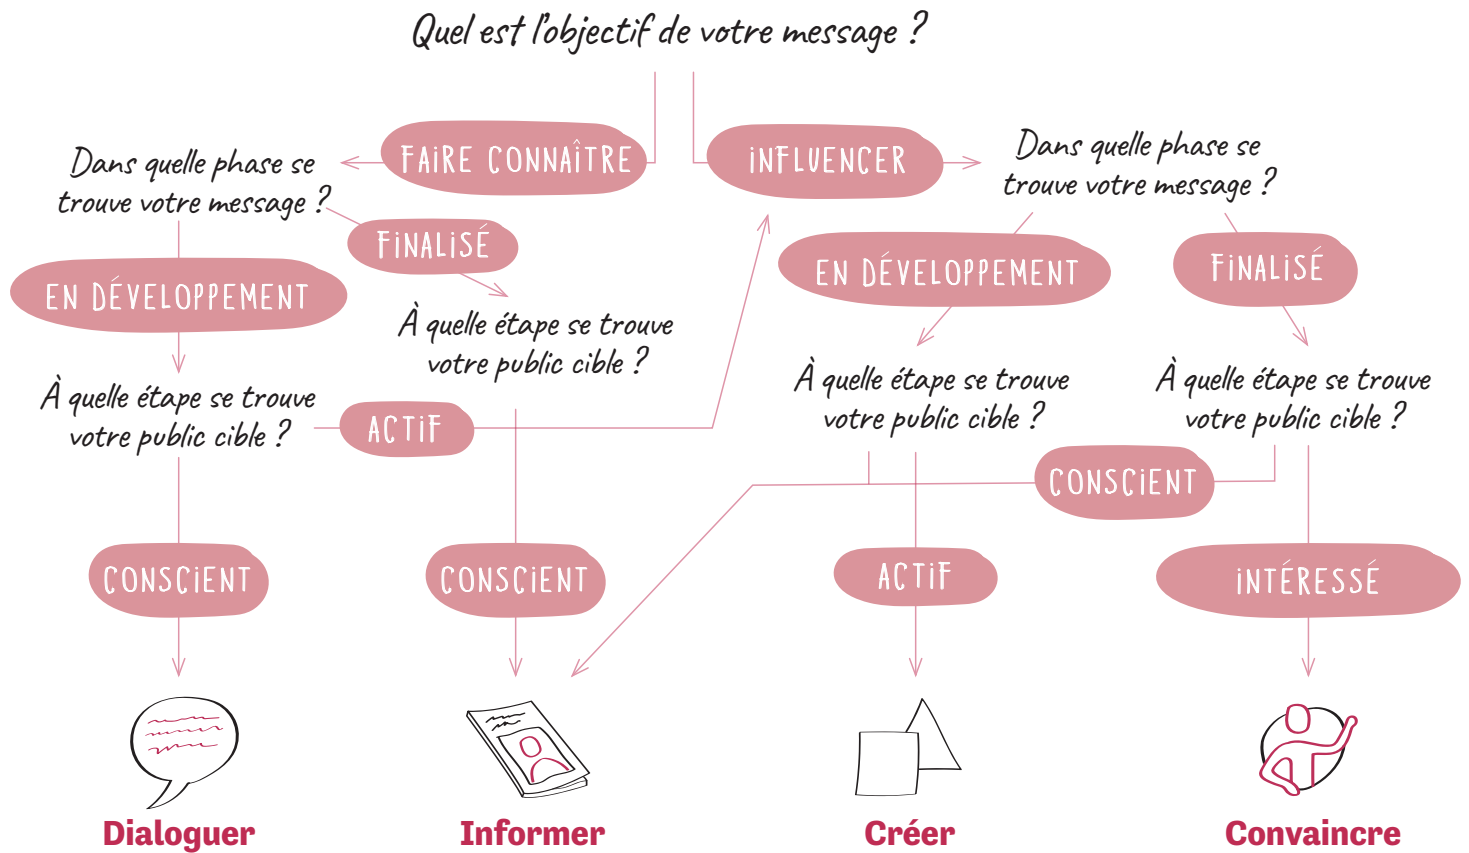 Quel est l'objectif de votre message ?
FAIRE CONNAÎTRE
INFLUENCER
Dans quelle phase se
trouve votre message ?
Dans quelle phase se
trouve votre message ?
FINALISÉ
EN DÉVELOPPEMENT
EN DÉVELOPPEMENT
FINALISÉ
À quelle étape se trouve
votre public cible ?
À quelle étape se trouve
votre public cible ?
À quelle étape se trouve
votre public cible ?
À quelle étape se trouve
votre public cible ?
ACTIF
CONSCIENT
CONSCIENT
CONSCIENT
ACTIF
INTÉRESSÉ
Dialoguer
Informer
Créer
Convaincre